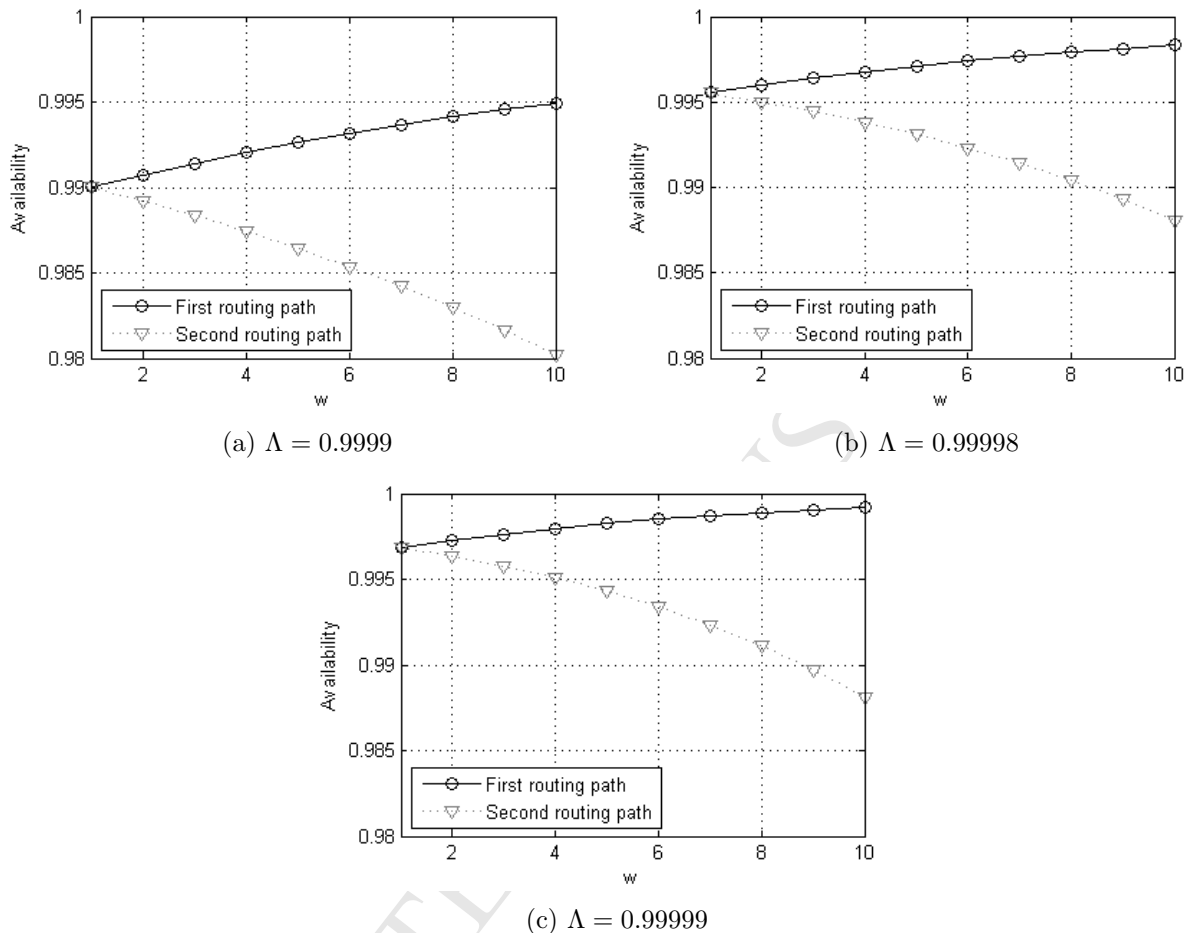 1
0.995
0.99
0.985
0.98
Availability
2 4 6 8 10
w
First routing path
Second routing path
(a) Λ = 0.9999
1
0.995
0.99
0.985
0.98
Availability
2 4 6 8 10
w
First routing path
Second routing path
(b) Λ = 0.99998
1
0.995
0.99
0.985
0.98
Availability
2 4 6 8 10
w
First routing path
Second routing path
(c) Λ = 0.99999